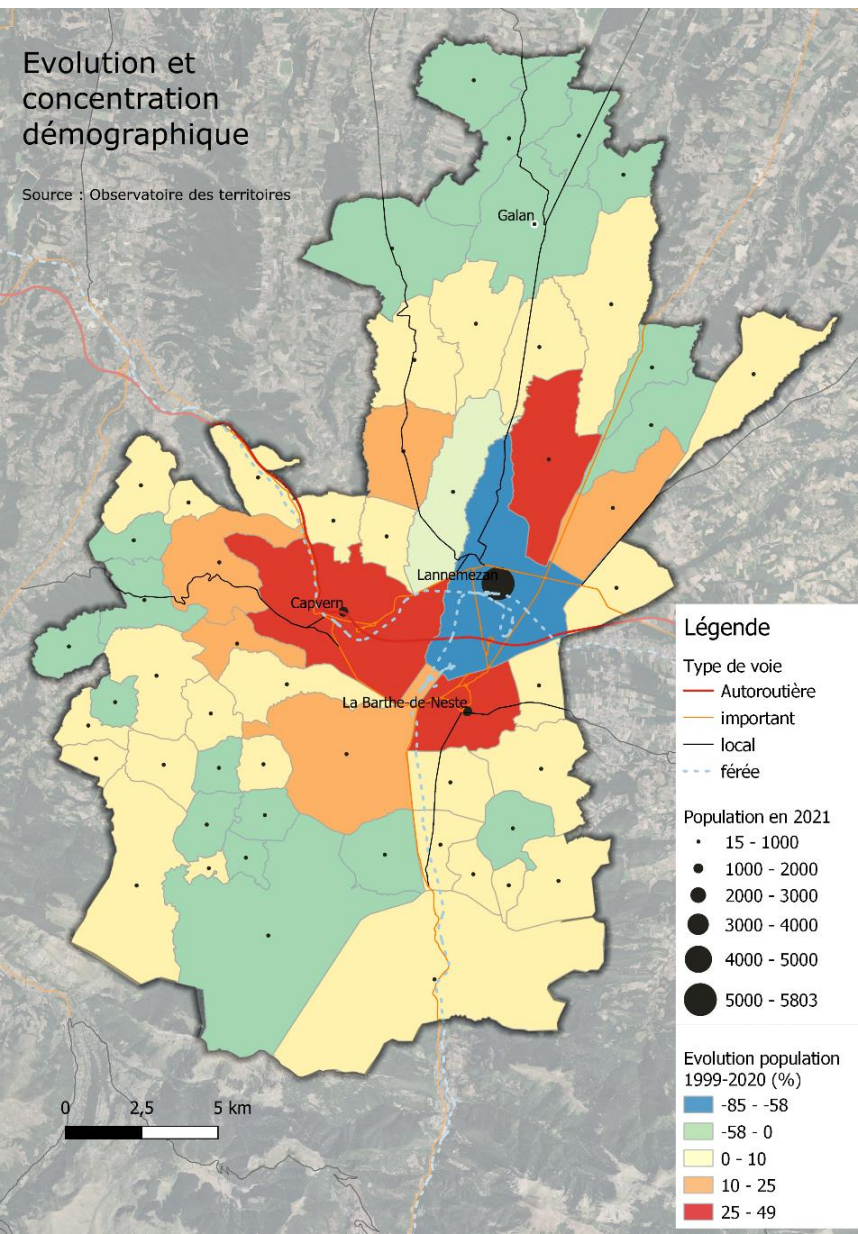 Evolution et
concentration
démographique
Source : Observatoire des territoires
Galan
Lannemezan
Capvern
La Barthe-de-Neste
0 2,5 5 km
Légende
Type de voie
Autoroutière
important
local
férée
Population en 2021
15 - 1000
1000 - 2000
2000 - 3000
3000 - 4000
4000 - 5000
5000 - 5803
Evolution population
1999-2020 (%)
-85 - -58
-58 - 0
0 - 10
10 - 25
25 - 49